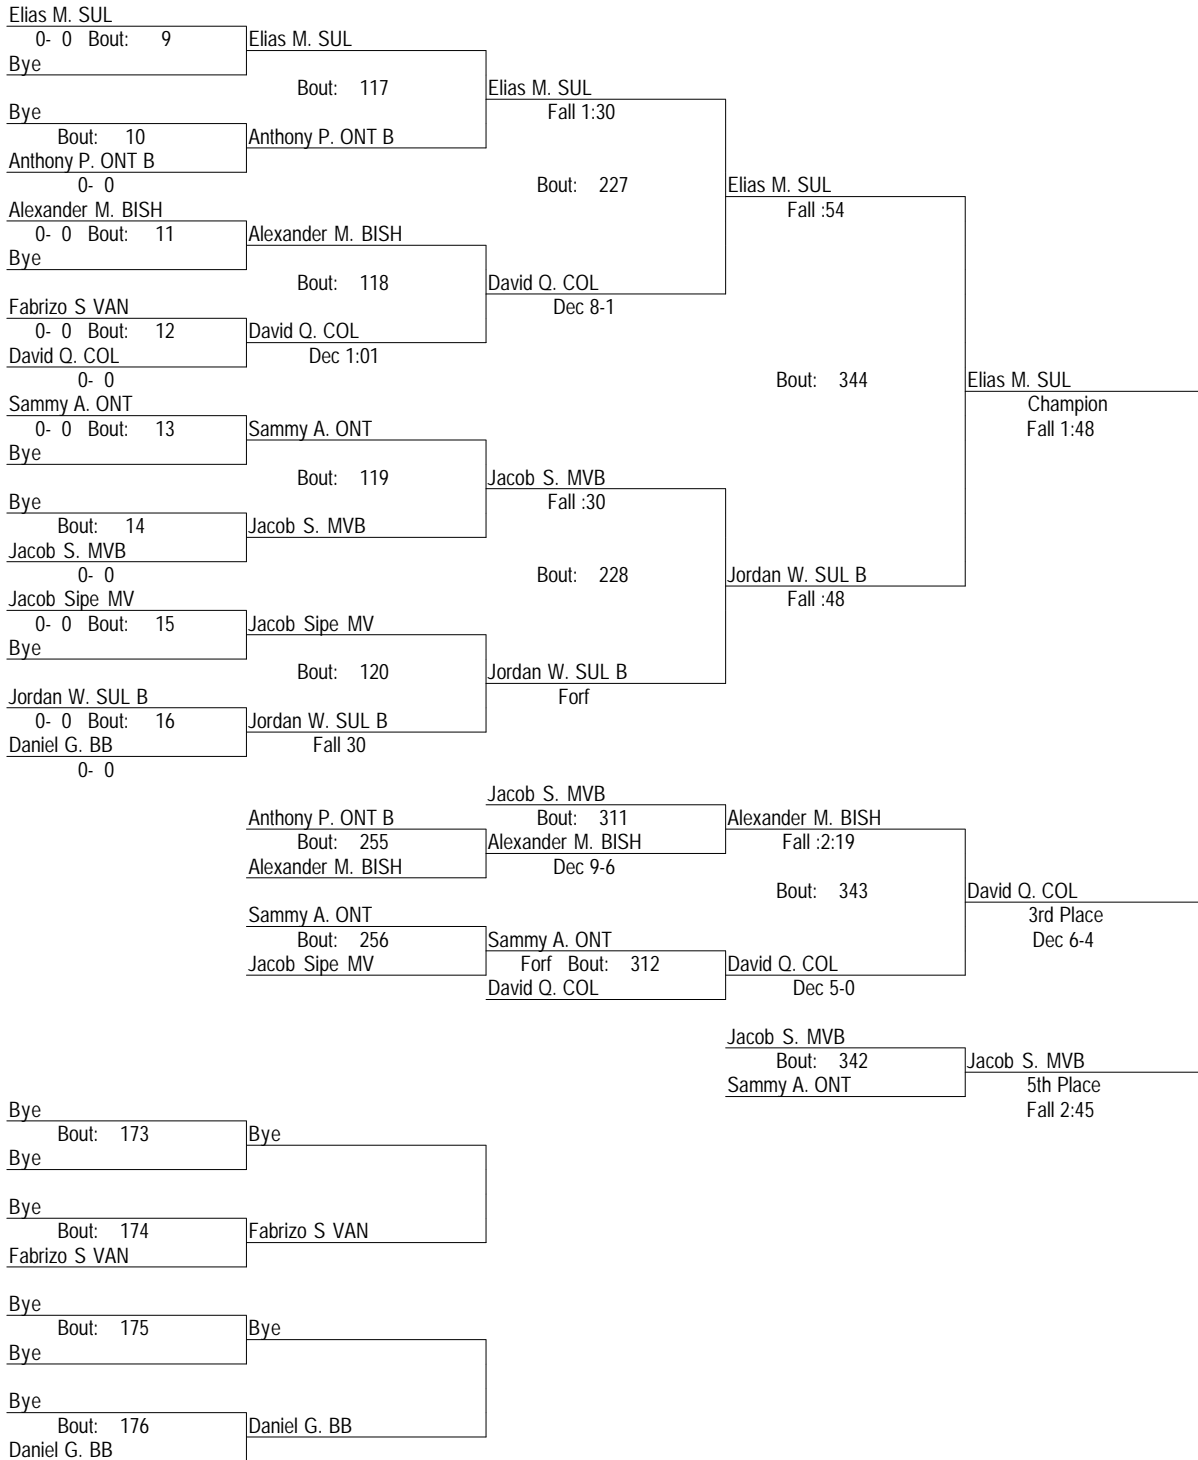 Elias M. SUL
0- 0 Bout: 9 Elias M. SUL
Bye
Bout: 117 Elias M. SUL
Bye Fall 1:30
Bout: 10 Anthony P. ONT B
Anthony P. ONT B
0- 0 Bout: 227 Elias M. SUL
Alexander M. BISH Fall :54
0- 0 Bout: 11 Alexander M. BISH
Bye
Bout: 118 David Q. COL
Fabrizo S VAN Dec 8-1
0- 0 Bout: 12 David Q. COL
David Q. COL Dec 1:01
0- 0 Bout: 344 Elias M. SUL
Sammy A. ONT Champion
0- 0 Bout: 13 Sammy A. ONT Fall 1:48
Bye
Bout: 119 Jacob S. MVB
Bye Fall :30
Bout: 14 Jacob S. MVB
Jacob S. MVB
0- 0 Bout: 228 Jordan W. SUL B
Jacob Sipe MV Fall :48
0- 0 Bout: 15 Jacob Sipe MV
Bye
Bout: 120 Jordan W. SUL B
Jordan W. SUL B Forf
0- 0 Bout: 16 Jordan W. SUL B
Daniel G. BB Fall 30
0- 0
Jacob S. MVB
Anthony P. ONT B Bout: 311 Alexander M. BISH
Bout: 255 Alexander M. BISH Fall :2:19
Alexander M. BISH Dec 9-6
Bout: 343 David Q. COL
Sammy A. ONT 3rd Place
Bout: 256 Sammy A. ONT Dec 6-4
Jacob Sipe MV Forf Bout: 312 David Q. COL
David Q. COL Dec 5-0
Jacob S. MVB
Bout: 342 Jacob S. MVB
Sammy A. ONT 5th Place
Bye Fall 2:45
Bout: 173 Bye
Bye
Bye
Bout: 174 Fabrizo S VAN
Fabrizo S VAN
Bye
Bout: 175 Bye
Bye
Bye
Bout: 176 Daniel G. BB
Daniel G. BB